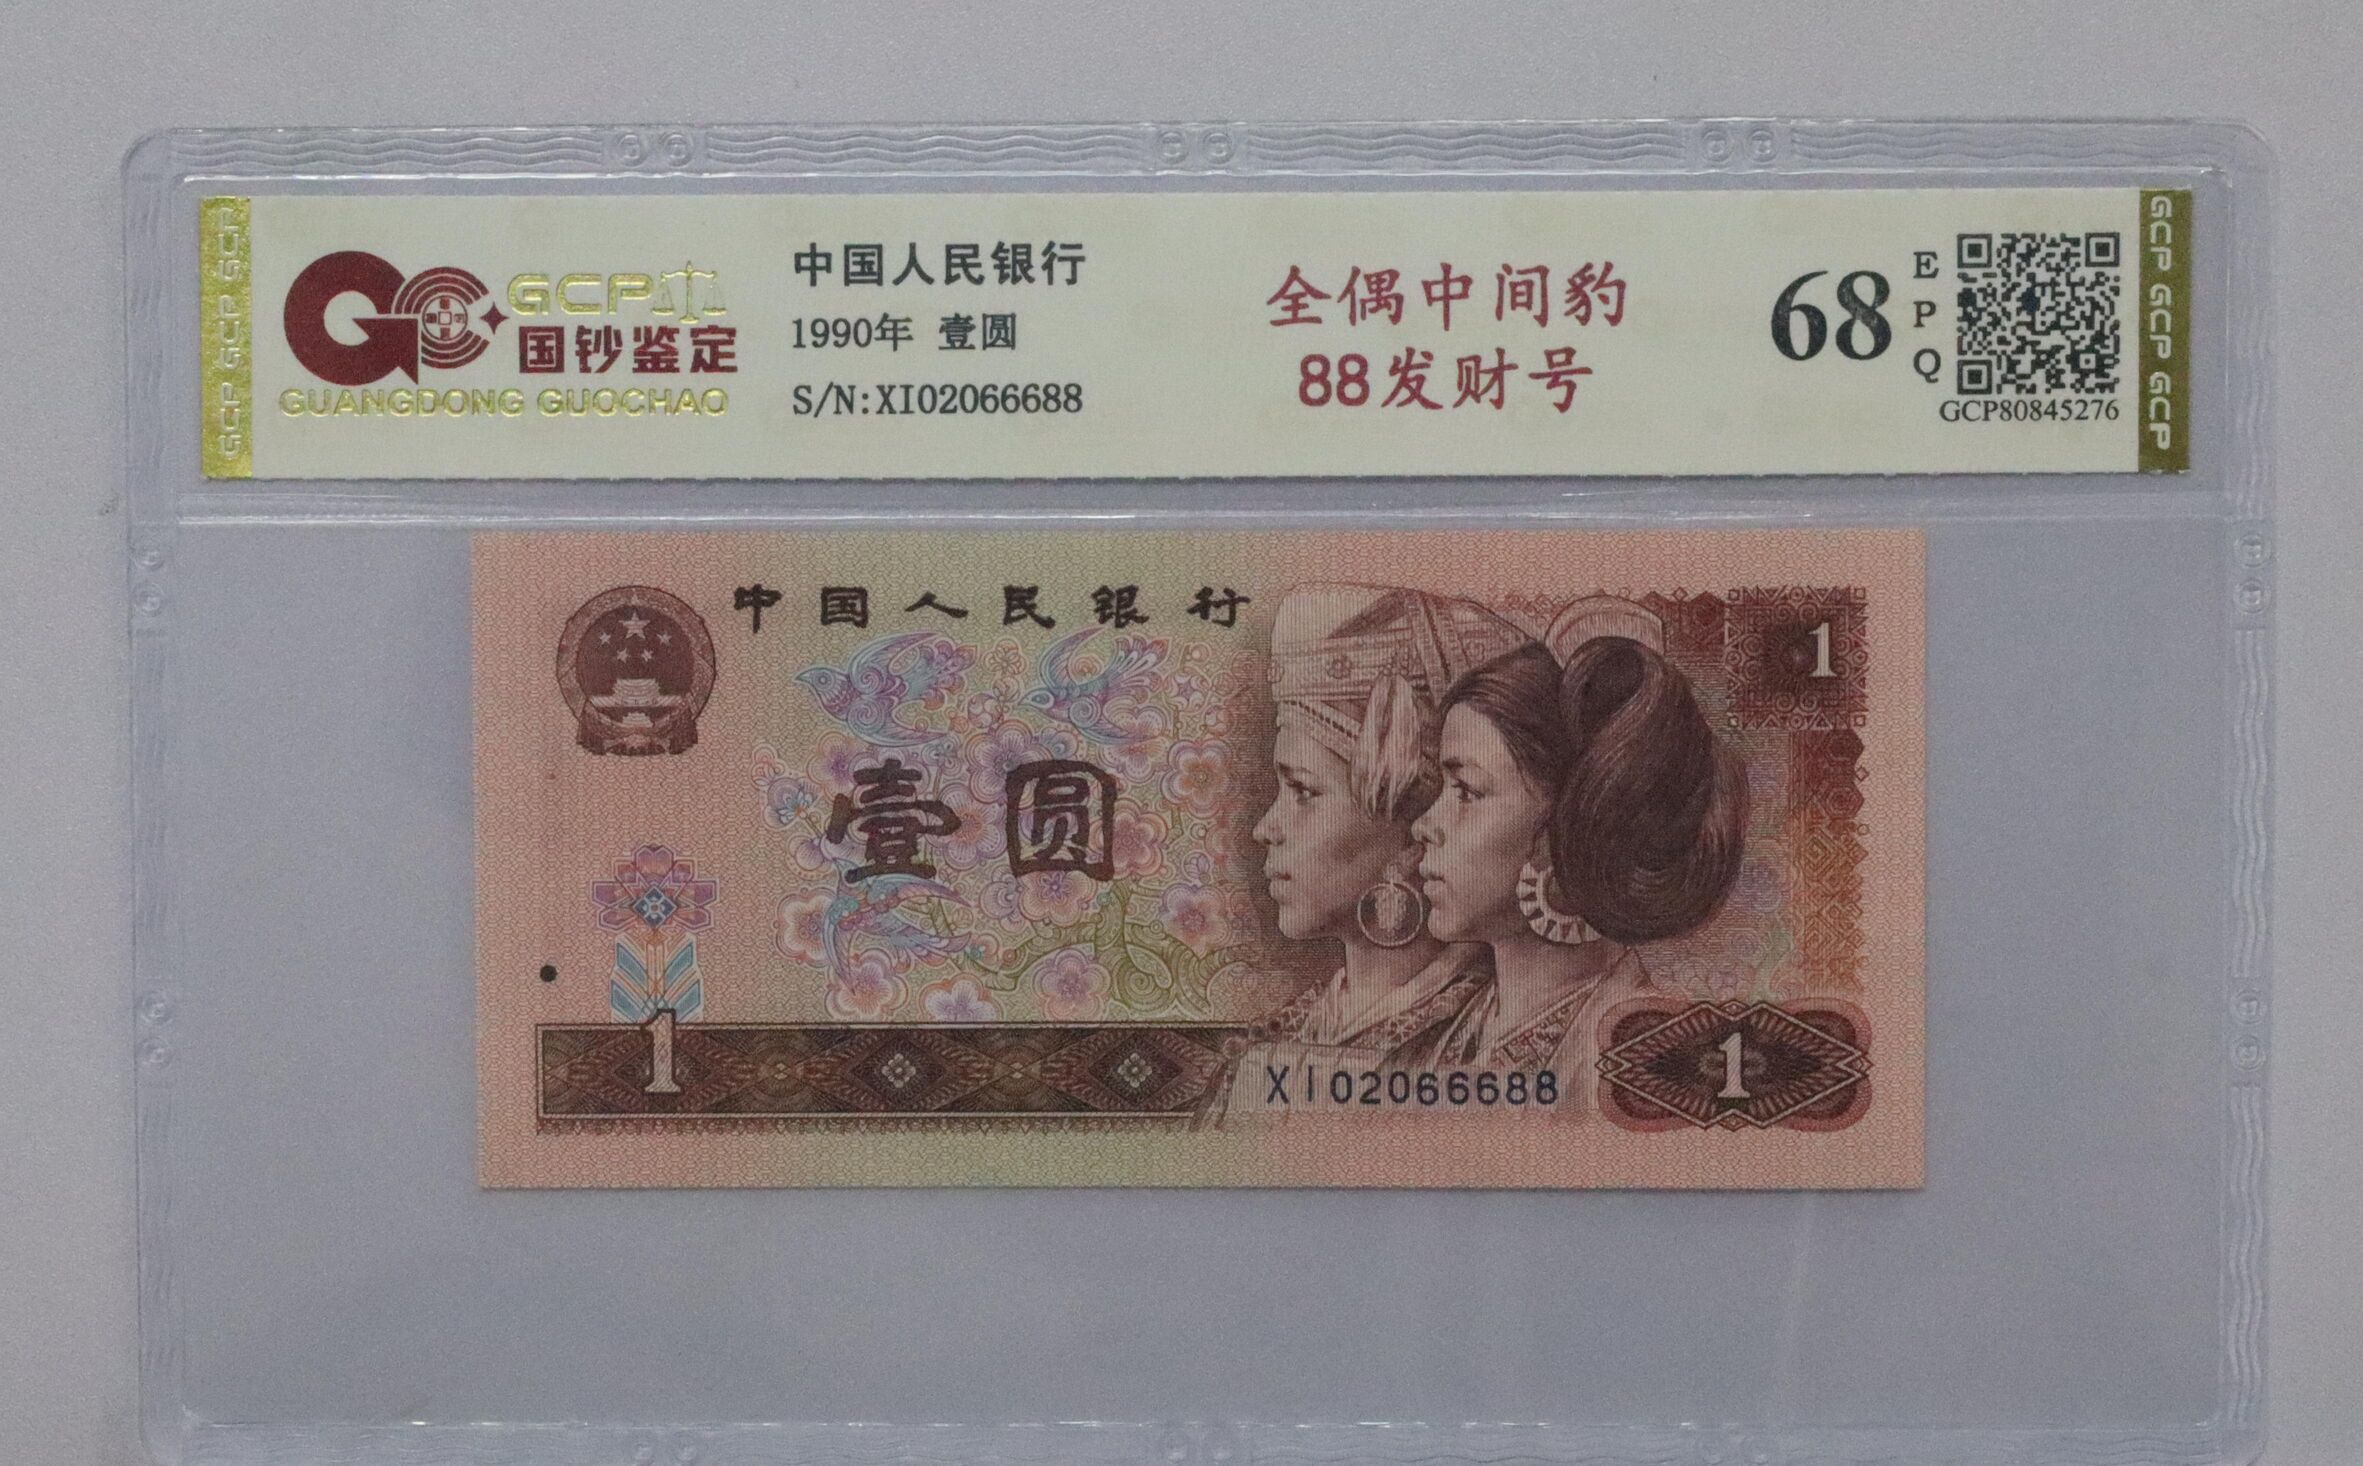 GCP GCP GCP
GCP
国钞鉴定
GUANGDONG GUOCHAO
中国人民银行
1990年 壹圆
S/N:XI02066688
全偶中间豹
88发财号
68
EPQ
GCP80845276
GCP GCP GCP
中国人民银行
1
壹圆
1
XI02066688
1